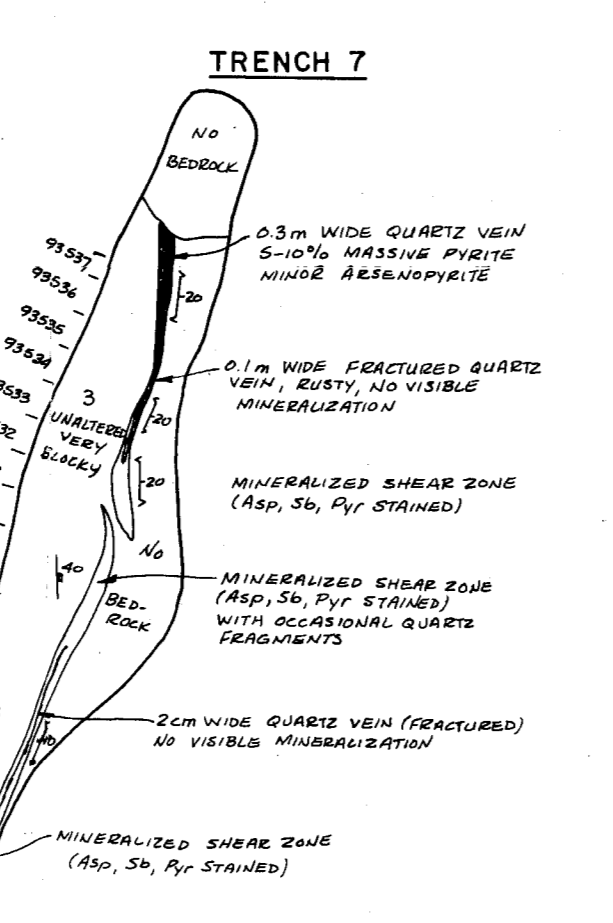 TRENCH 7
NO
BEDROCK
0.3m WIDE QUARTZ VEIN
5-10% MASSIVE PYRITE
MINOR ARSENOPYRITE
93537
93536
93535
93534
3533
32
20
0.1m WIDE FRACTURED QUARTZ
VEIN, RUSTY, NO VISIBLE
MINERALIZATION
3
UNALTERED
VERY
BLOCKY
20
20
MINERALIZED SHEAR ZONE
(Asp, Sb, Pyr STAINED)
NO
BED-
ROCK
40
MINERALIZED SHEAR ZONE
(Asp, Sb, Pyr STAINED)
WITH OCCASIONAL QUARTZ
FRAGMENTS
2cm WIDE QUARTZ VEIN (FRACTURED)
NO VISIBLE MINERALIZATION
MINERALIZED SHEAR ZONE
(Asp, Sb, Pyr STAINED)